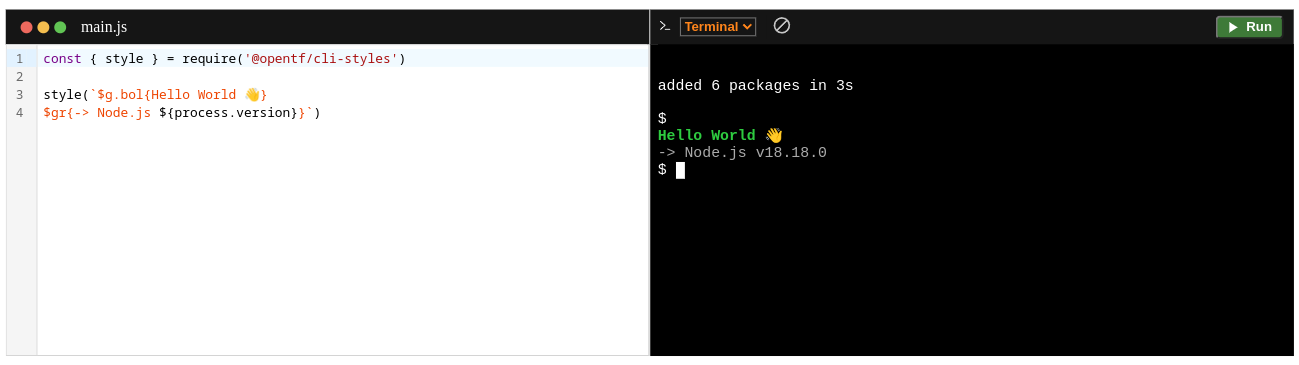 main.js
1 const { style } = require('@opentf/cli-styles')
2
3 style(`$g.bol{Hello World 👋}
4 $gr{-> Node.js ${process.version}}`)
Terminal
Run
added 6 packages in 3s
$
Hello World 👋
-> Node.js v18.18.0
$